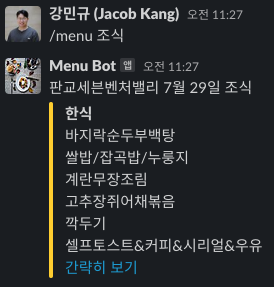 강민규 (Jacob Kang) 오전 11:27
/menu 조식
Menu Bot 앱 오전 11:27
판교세븐벤처밸리 7월 29일 조식
한식
바지락순두부백탕
쌀밥/잡곡밥/누룽지
계란무장조림
고추장쥐어채볶음
깍두기
셀프토스트&커피&시리얼&우유
간략히 보기